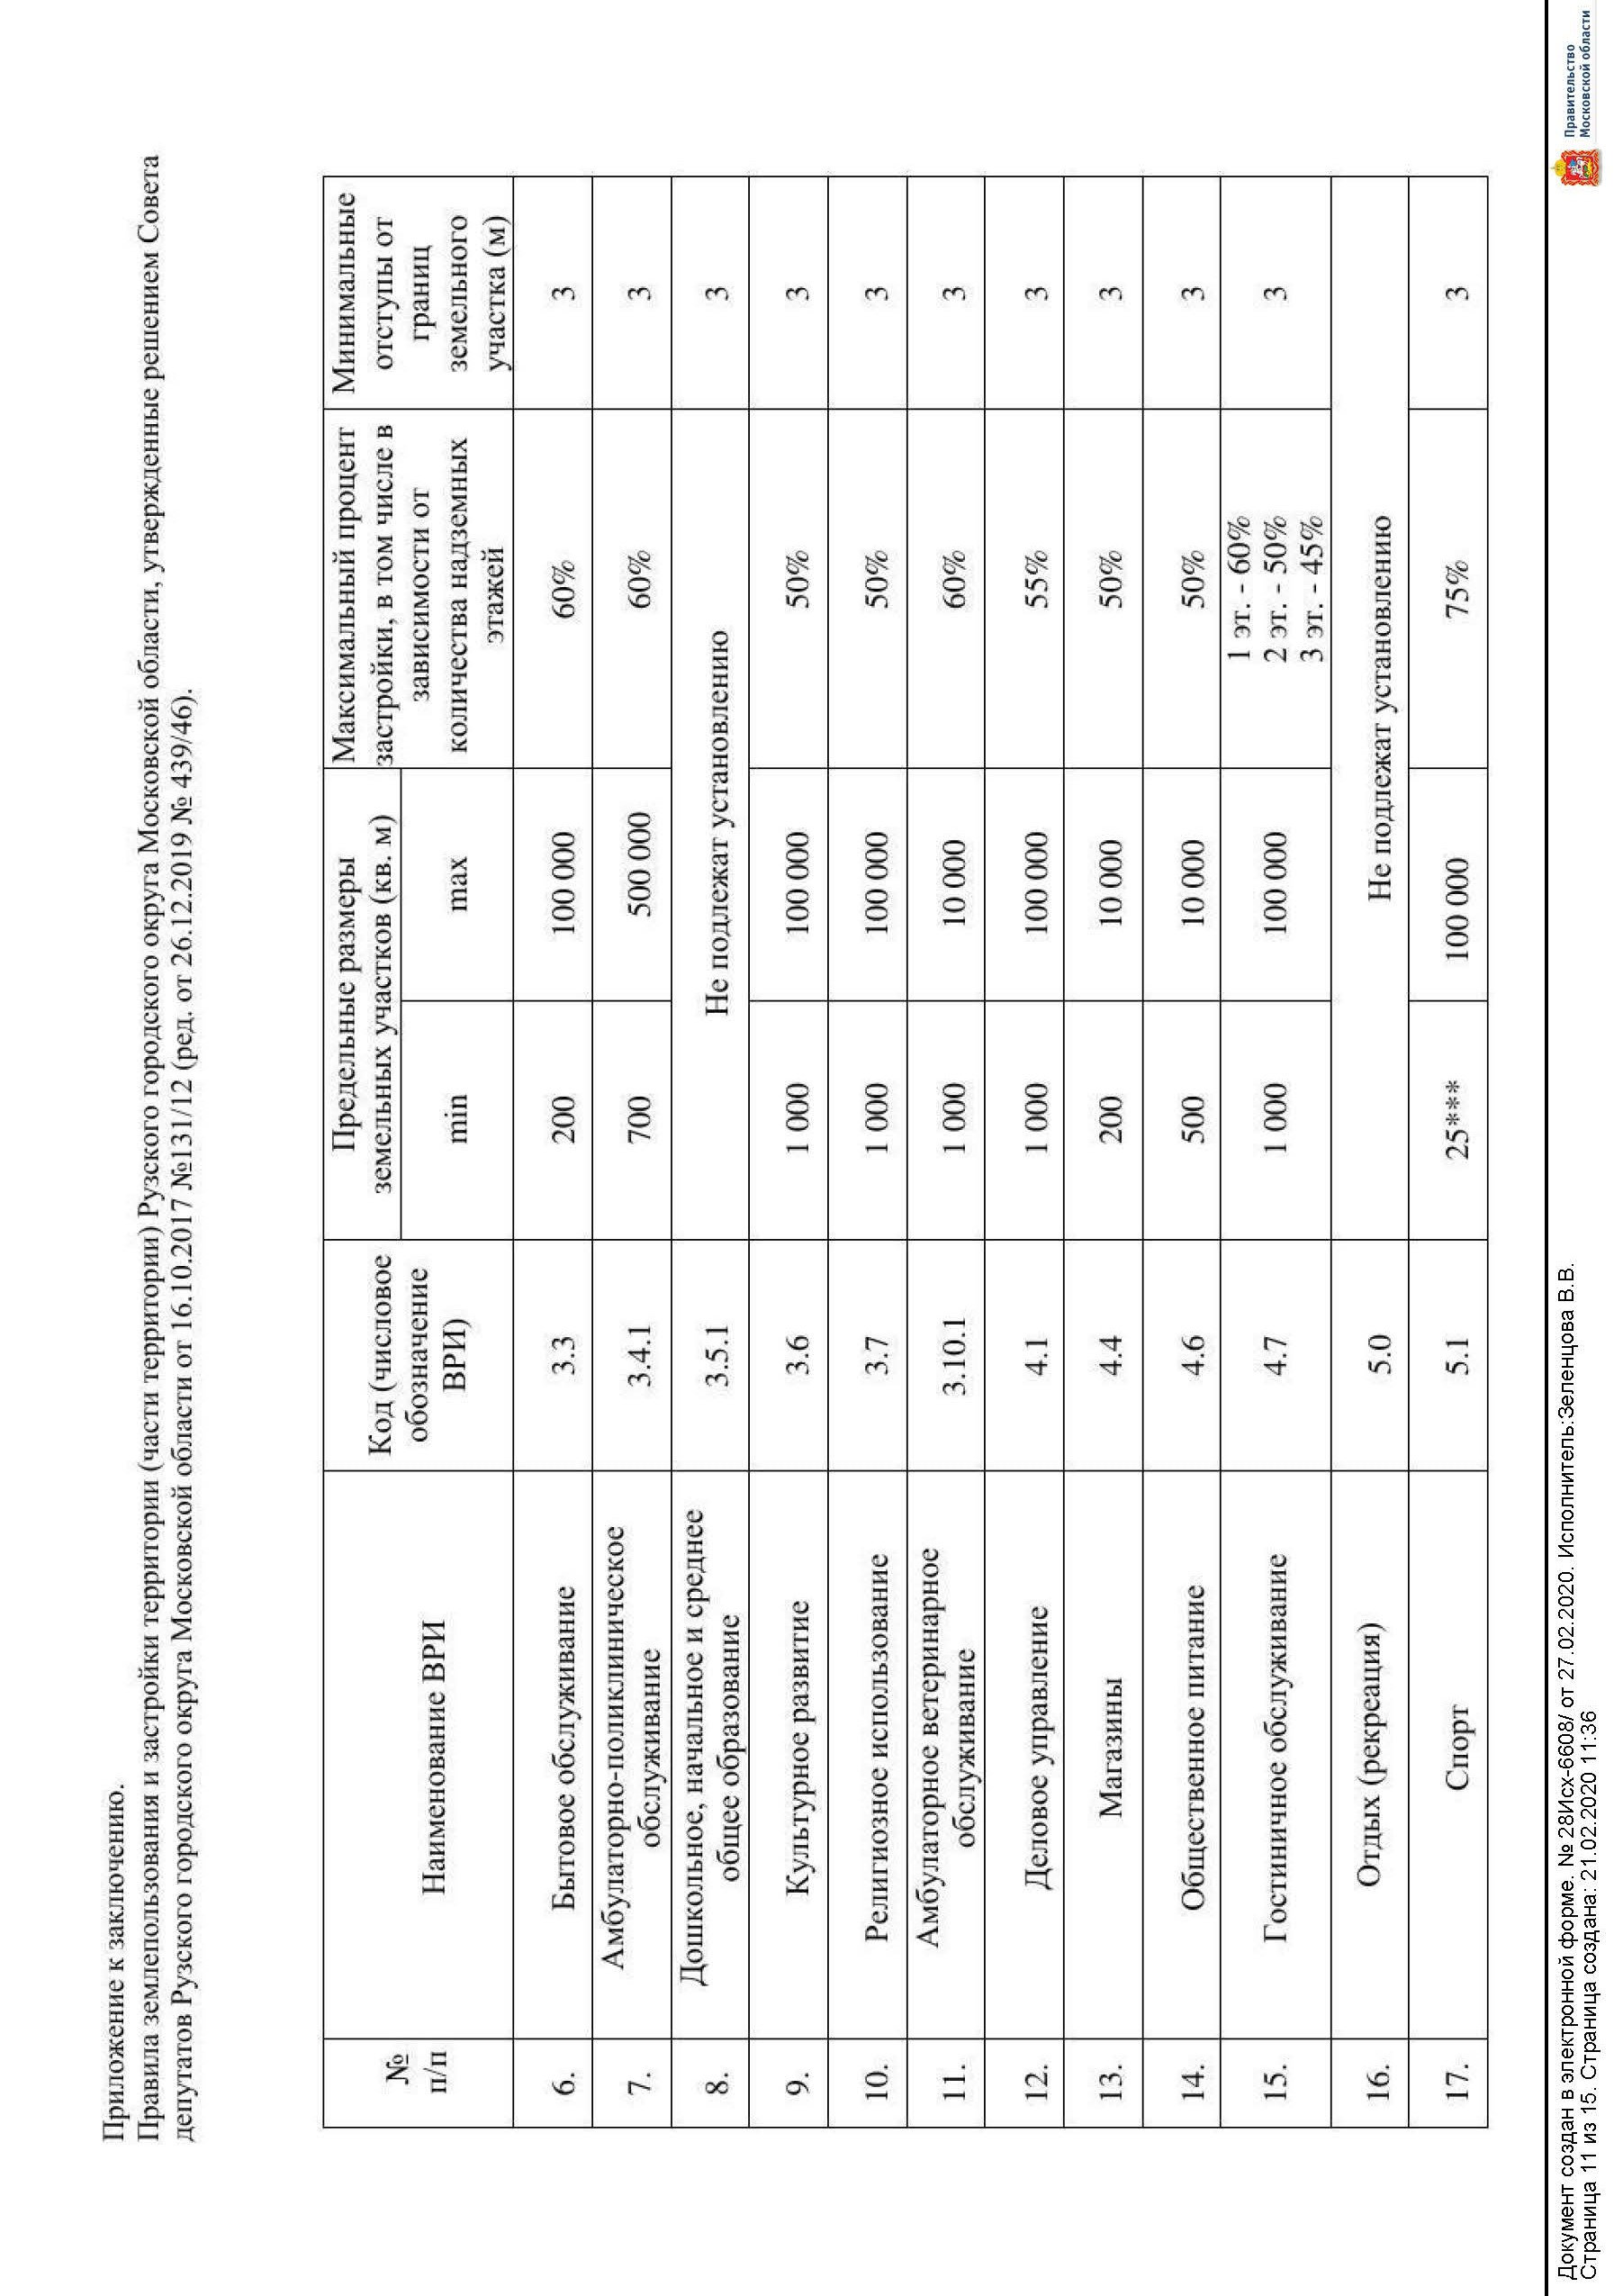 Приложение к заключению.
Правила землепользования и застройки территории (части территории) Рузского городского округа Московской области, утвержденные решением Совета
депутатов Рузского городского округа Московской области от 16.10.2017 №131/12 (ред. от 26.12.2019 № 439/46).
№
п/п
Наименование ВРИ
Код (числовое
обозначение
ВРИ)
Предельные размеры
земельных участков (кв. м)
min
max
Максимальный процент
застройки, в том числе в
зависимости от
количества надземных
этажей
Минимальные
отступы от
границ
земельного
участка (м)
6. Бытовое обслуживание 3.3 200 100 000 60% 3
7. Амбулаторно-поликлиническое
обслуживание 3.4.1 700 500 000 60% 3
8. Дошкольное, начальное и среднее
общее образование 3.5.1 Не подлежат установлению 3
9. Культурное развитие 3.6 1 000 100 000 50% 3
10. Религиозное использование 3.7 1 000 100 000 50% 3
11. Амбулаторное ветеринарное
обслуживание 3.10.1 1 000 10 000 60% 3
12. Деловое управление 4.1 1 000 100 000 55% 3
13. Магазины 4.4 200 10 000 50% 3
14. Общественное питание 4.6 500 10 000 50% 3
15. Гостиничное обслуживание 4.7 1 000 100 000 1 эт. - 60%
2 эт. - 50%
3 эт. - 45%
3
16. Отдых (рекреация) 5.0 Не подлежат установлению
17. Спорт 5.1 25*** 100 000 75% 3
Документ создан в электронной форме. № 28Исх-6608/ от 27.02.2020. Исполнитель:Зеленцова В.В.
Страница 11 из 15. Страница создана: 21.02.2020 11:36
Правительство
Московской области